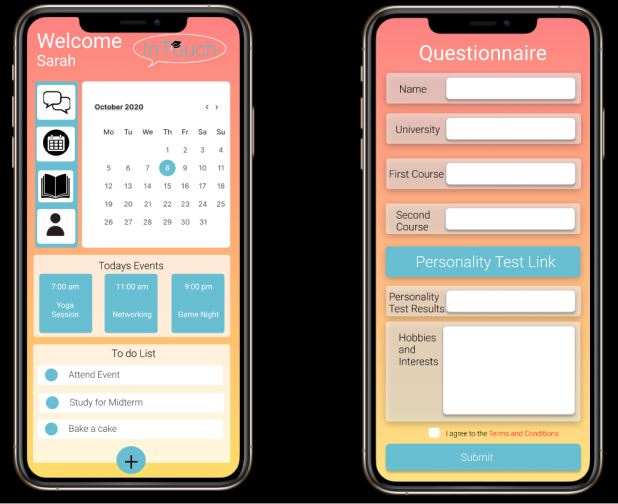 Welcome
Sarah
InTouch
October 2020 ‹ ›
Mo Tu We Th Fr Sa Su
1 2 3 4
5 6 7 8 9 10 11
12 13 14 15 16 17 18
19 20 21 22 23 24 25
26 27 28 29 30 31
Todays Events
7:00 am
Yoga
Session
11:00 am
Networking
9:00 pm
Game Night
To do List
Attend Event
Study for Midterm
Bake a cake
+
Questionnaire
Name
University
First Course
Second
Course
Personality Test Link
Personality
Test Results
Hobbies
and
Interests
I agree to the Terms and Conditions
Submit